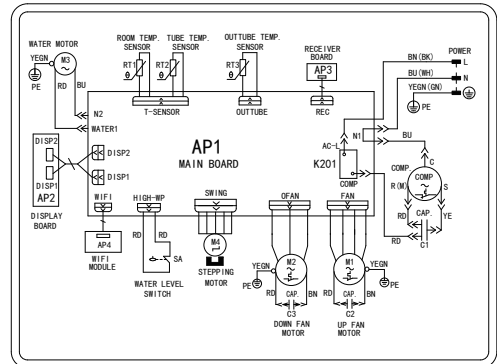 ROOM TEMP. SENSOR
TUBE TEMP. SENSOR
OUTTUBE TEMP. SENSOR
RECEIVER BOARD
WATER MOTOR
YEGN
M3
PE
RD
BU
RT1
θ
RT2
θ
RT3
θ
AP3
BN(BK)
POWER
L
BU(WH)
N
YEGN(GN)
PE
T-SENSOR
OUTTUBE
REC
N2
WATER1
AP1
MAIN BOARD
AC-L
N1
K201
COMP
BU
C
COMP.
COMP
R(M)
S
RD
CAP.
YE
C1
RD
DISP2
DISP1
AP2
DISPLAY BOARD
DISP2
DISP1
WIFI
AP4
WIFI MODULE
HIGH-WP
RD
RD
SA
WATER LEVEL SWITCH
SWING
M4
STEPPING MOTOR
OFAN
YEGN
PE
M2
RD
CAP.
BN
C3
DOWN FAN MOTOR
FAN
M1
YEGN
PE
RD
CAP.
BN
C2
UP FAN MOTOR